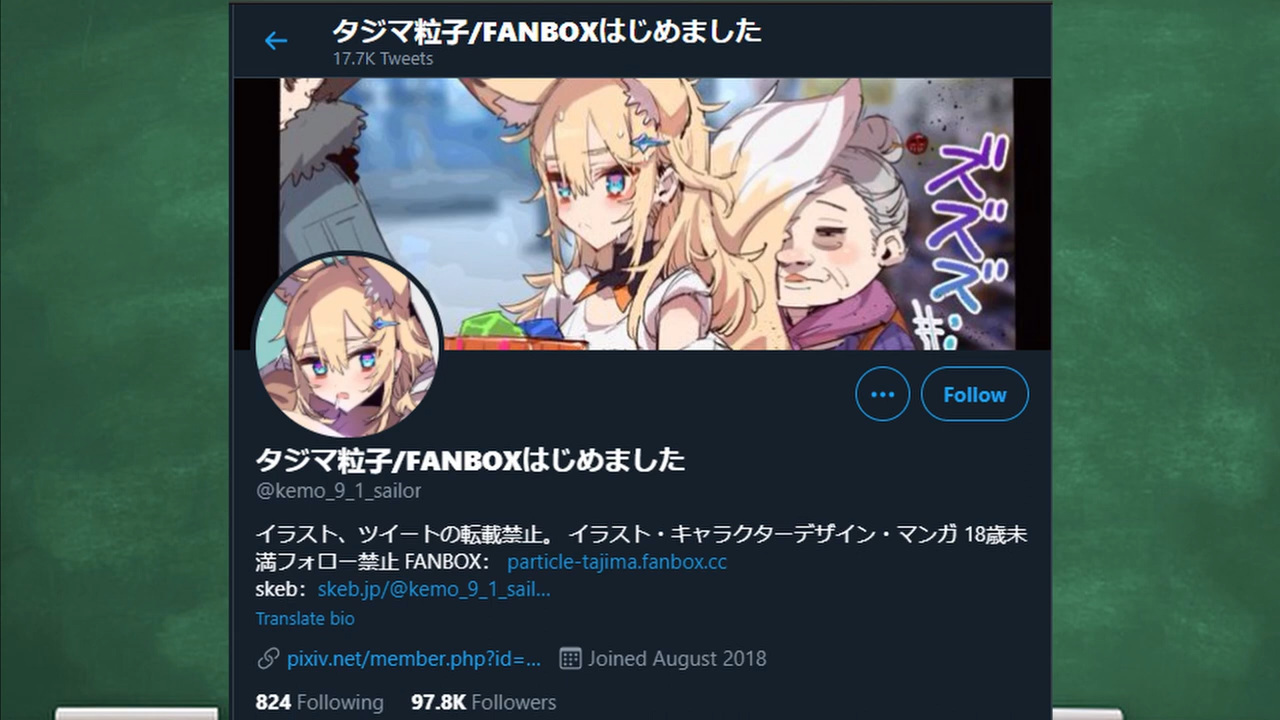 タジマ粒子/FANBOXはじめました
17.7K Tweets
ズズズ・・
Follow
タジマ粒子/FANBOXはじめました
@kemo_9_1_sailor
イラスト、ツイートの転載禁止。 イラスト・キャラクターデザイン・マンガ 18歳未
満フォロー禁止 FANBOX： particle-tajima.fanbox.cc
skeb： skeb.jp/@kemo_9_1_sail...
Translate bio
pixiv.net/member.php?id=... Joined August 2018
824 Following 97.8K Followers